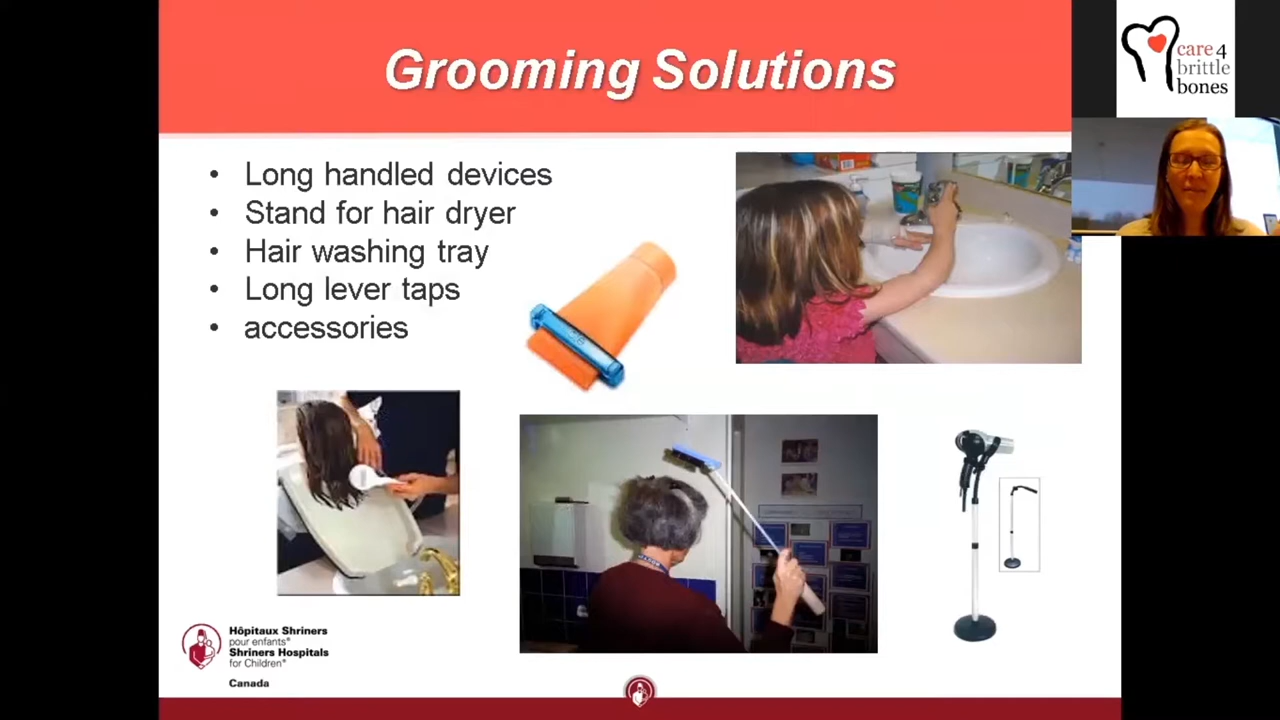 Grooming Solutions
care4
brittle
bones
• Long handled devices
• Stand for hair dryer
• Hair washing tray
• Long lever taps
• accessories
Hôpitaux Shriners
pour enfants®
Shriners Hospitals
for Children®
Canada